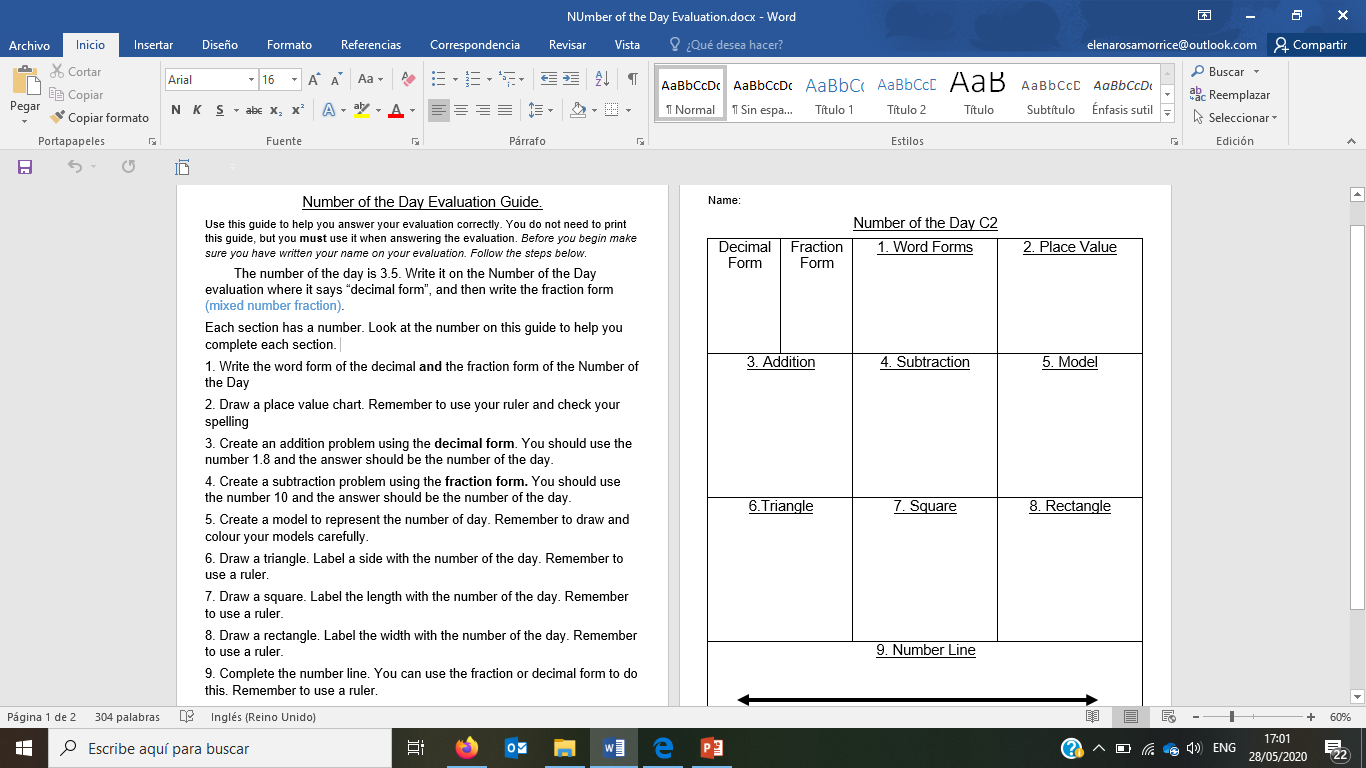 NUmber of the Day Evaluation.docx - Word
Archivo Inicio Insertar Diseño Formato Referencias Correspondencia Revisar Vista ¿Qué desea hacer? elenarosamorrice@outlook.com Compartir
Pegar
Cortar
Copiar
Copiar formato
Portapapeles
Arial 16 Aa
N K S abc x₂ x² A ab A
Fuente
Párrafo
AaBbCcDc AaBbCcDc AaBbCc AaBbCcD AaB AaBbCcD AaBbCcDc
¶ Normal ¶ Sin espa... Título 1 Título 2 Título Subtítulo Énfasis sutil
Estilos
Buscar
Reemplazar
Seleccionar
Edición
Number of the Day Evaluation Guide.
Use this guide to help you answer your evaluation correctly. You do not need to print
this guide, but you must use it when answering the evaluation. Before you begin make
sure you have written your name on your evaluation. Follow the steps below.
The number of the day is 3.5. Write it on the Number of the Day
evaluation where it says “decimal form”, and then write the fraction form
(mixed number fraction).
Each section has a number. Look at the number on this guide to help you
complete each section.
1. Write the word form of the decimal and the fraction form of the Number of
the Day
2. Draw a place value chart. Remember to use your ruler and check your
spelling
3. Create an addition problem using the decimal form. You should use the
number 1.8 and the answer should be the number of the day.
4. Create a subtraction problem using the fraction form. You should use
the number 10 and the answer should be the number of the day.
5. Create a model to represent the number of day. Remember to draw and
colour your models carefully.
6. Draw a triangle. Label a side with the number of the day. Remember to
use a ruler.
7. Draw a square. Label the length with the number of the day. Remember
to use a ruler.
8. Draw a rectangle. Label the width with the number of the day. Remember
to use a ruler.
9. Complete the number line. You can use the fraction or decimal form to do
this. Remember to use a ruler.
Name:
Number of the Day C2
Decimal Form
Fraction Form
1. Word Forms
2. Place Value
3. Addition
4. Subtraction
5. Model
6.Triangle
7. Square
8. Rectangle
9. Number Line
Página 1 de 2 304 palabras Inglés (Reino Unido) 60%
Escribe aquí para buscar
ENG
17:01
28/05/2020
22